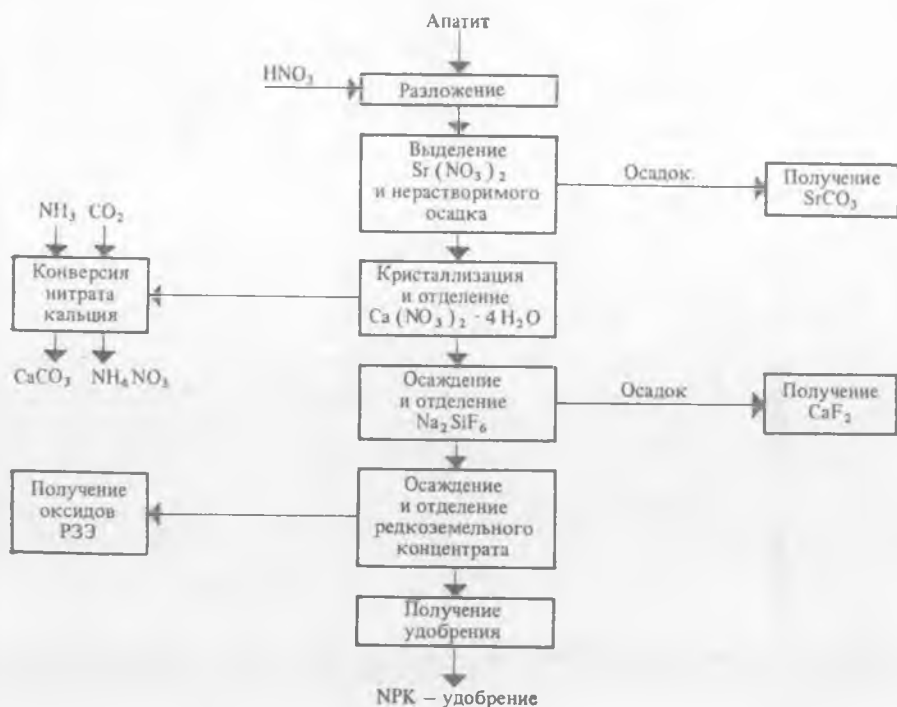 Апатит
HNO₃
Разложение
Выделение
Sr(NO₃)₂
и нерастворимого
осадка
Осадок
Получение
SrCO₃
NH₃ CO₂
Конверсия
нитрата
кальция
CaCO₃ NH₄NO₃
Кристаллизация
и отделение
Ca(NO₃)₂ · 4H₂O
Осаждение
и отделение
Na₂SiF₆
Осадок
Получение
CaF₂
Получение
оксидов
РЗЭ
Осаждение
и отделение
редкоземельного
концентрата
Получение
удобрения
NPK – удобрение